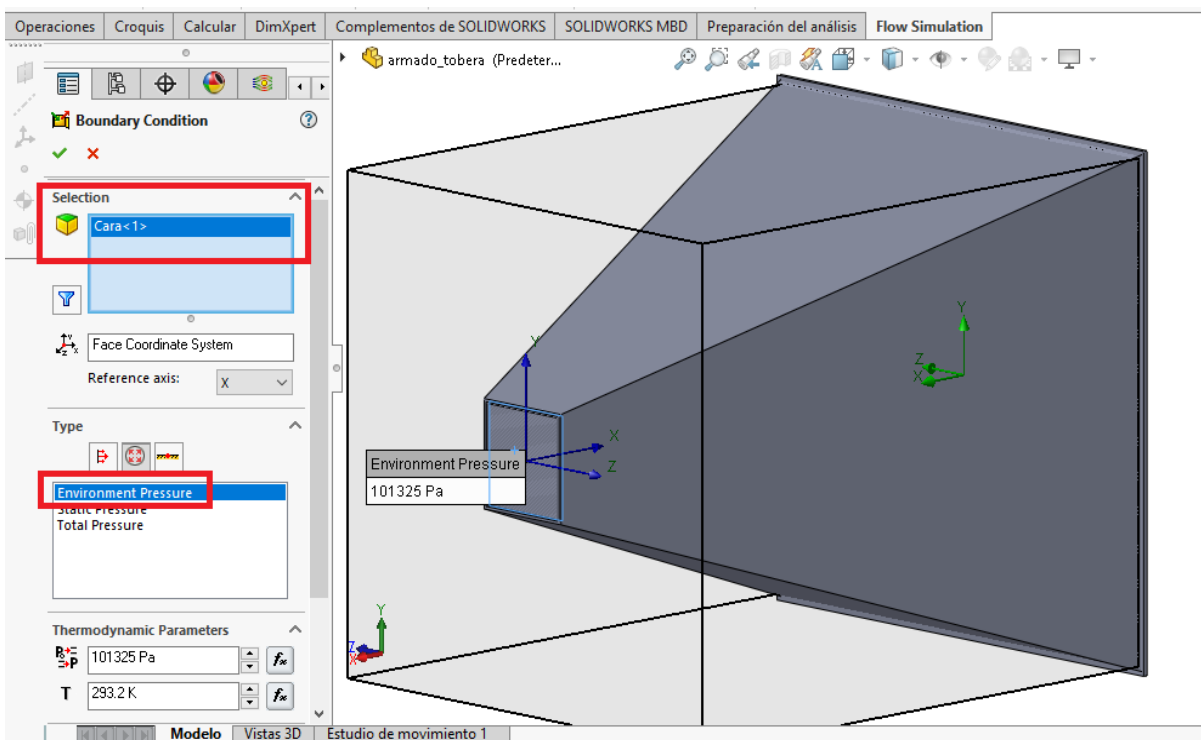 Operaciones Croquis Calcular DimXpert Complementos de SOLIDWORKS SOLIDWORKS MBD Preparación del análisis Flow Simulation
armado_tobera (Predeter...
Boundary Condition
Selection
Cara<1>
Face Coordinate System
Reference axis: X
Type
Environment Pressure
Static Pressure
Total Pressure
Thermodynamic Parameters
101325 Pa
T 293.2 K
Environment Pressure
101325 Pa
Y
X
Z
Y
Z
X
Y
Z
X
Modelo Vistas 3D Estudio de movimiento 1